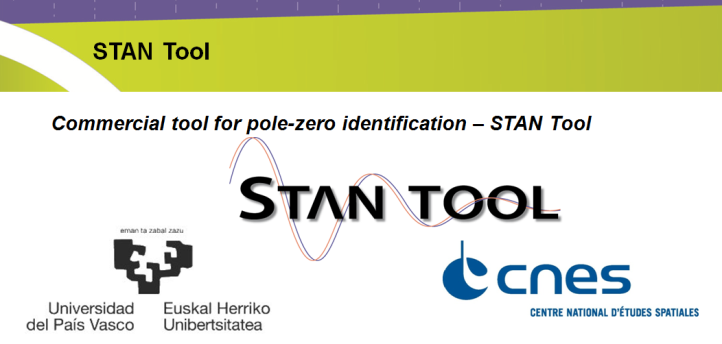 STAN Tool
Commercial tool for pole-zero identification – STAN Tool
STAN TOOL
eman ta zabal zazu
Universidad
del País Vasco
Euskal Herriko
Unibertsitatea
cnes
CENTRE NATIONAL D'ÉTUDES SPATIALES